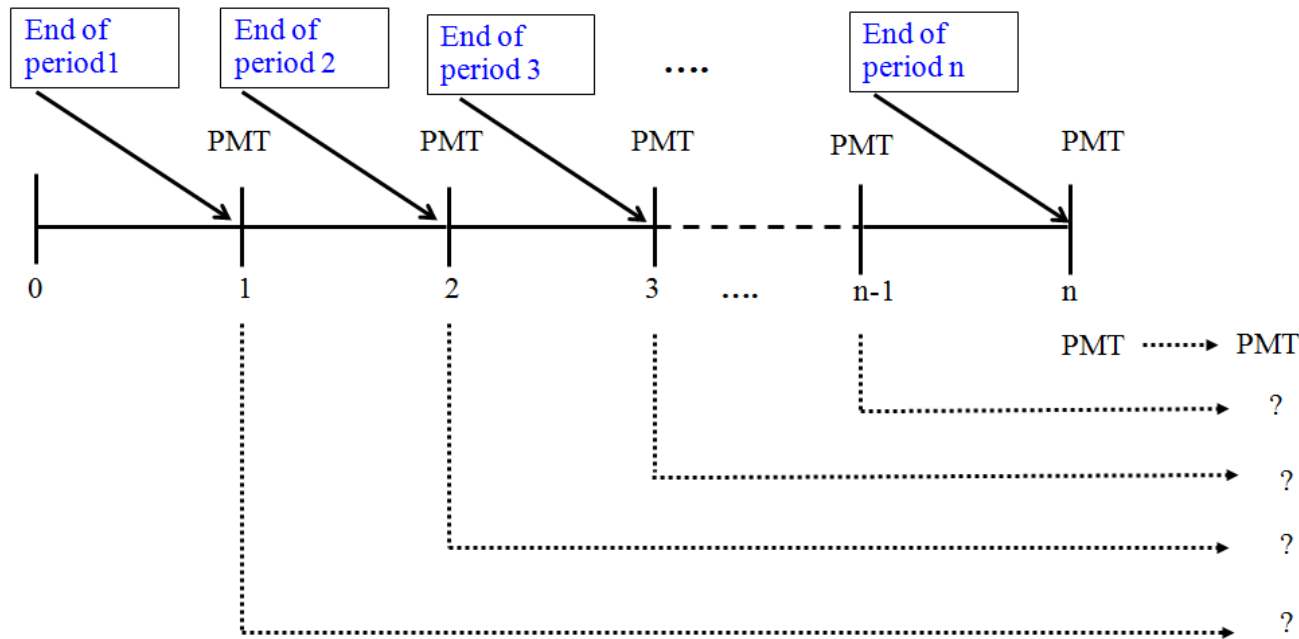 End of
period1
End of
period 2
End of
period 3
....
End of
period n
PMT
PMT
PMT
PMT
PMT
0
1
2
3
....
n-1
n
PMT
PMT
?
?
?
?